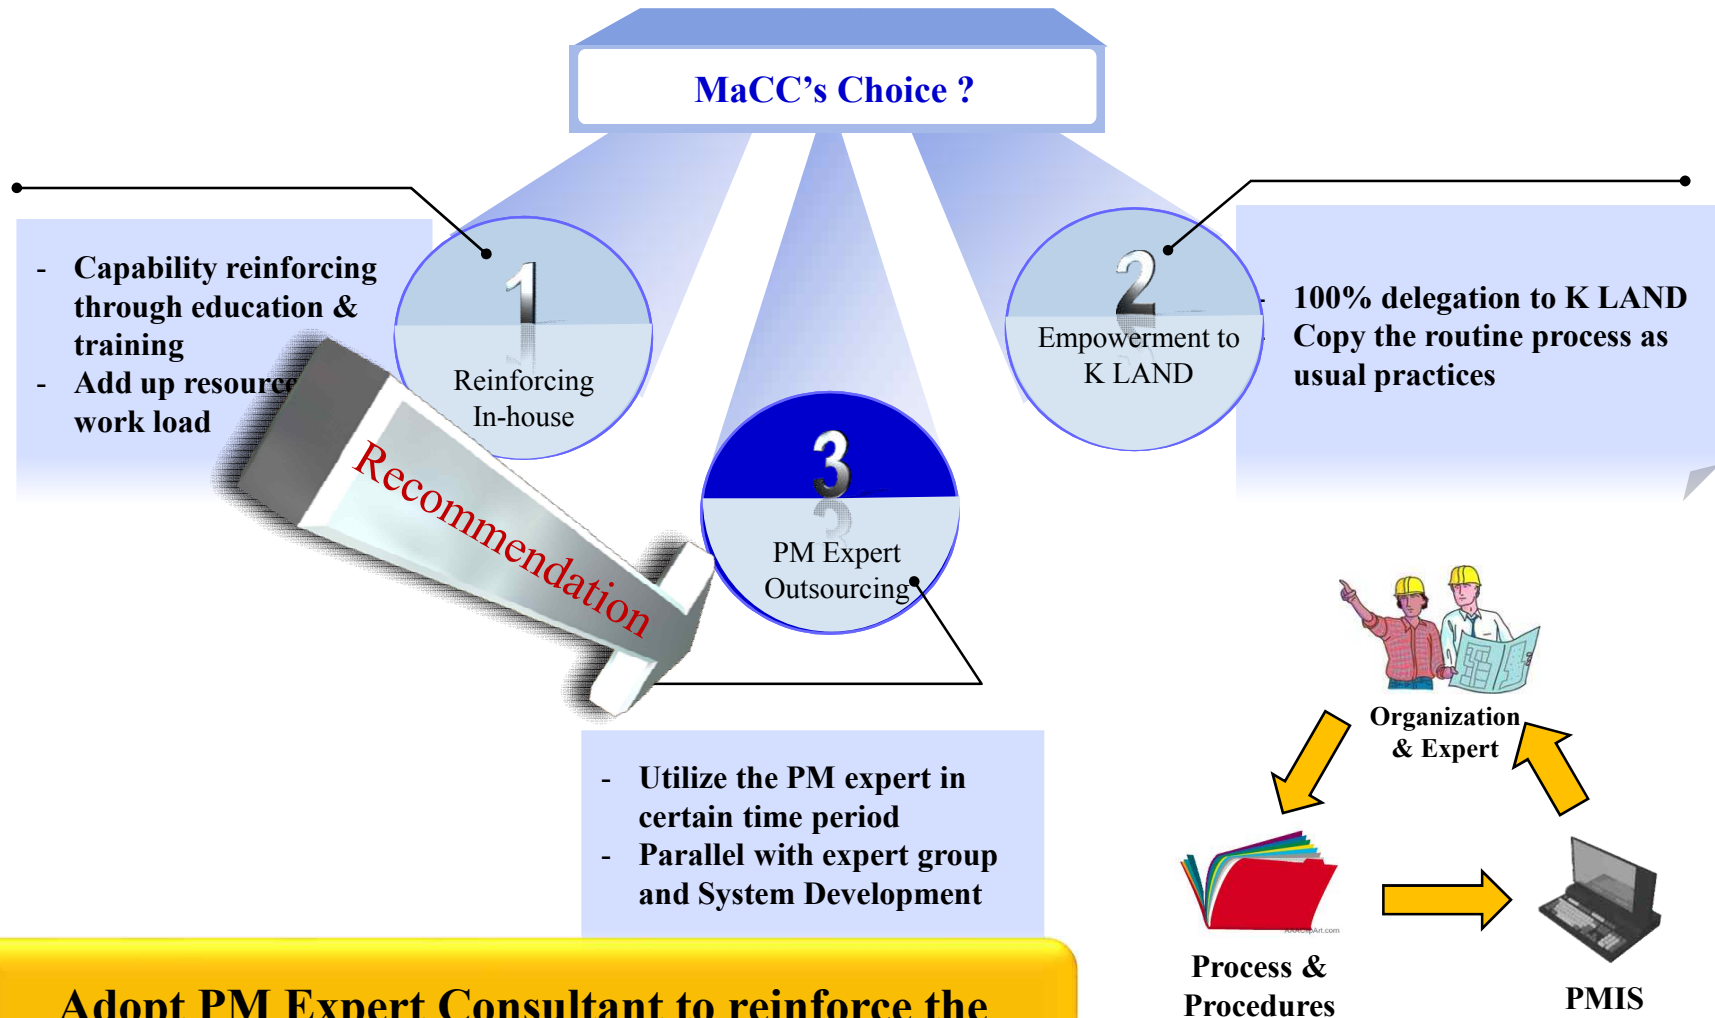 MaCC's Choice ?
- Capability reinforcing
through education &
training
- Add up resource
work load
1
Reinforcing
In-house
2
Empowerment to
K LAND
- 100% delegation to K LAND
Copy the routine process as
usual practices
3
PM Expert
Outsourcing
Recommendation
- Utilize the PM expert in
certain time period
- Parallel with expert group
and System Development
Organization
& Expert
Process &
Procedures
PMIS
Adopt PM Expert Consultant to reinforce the